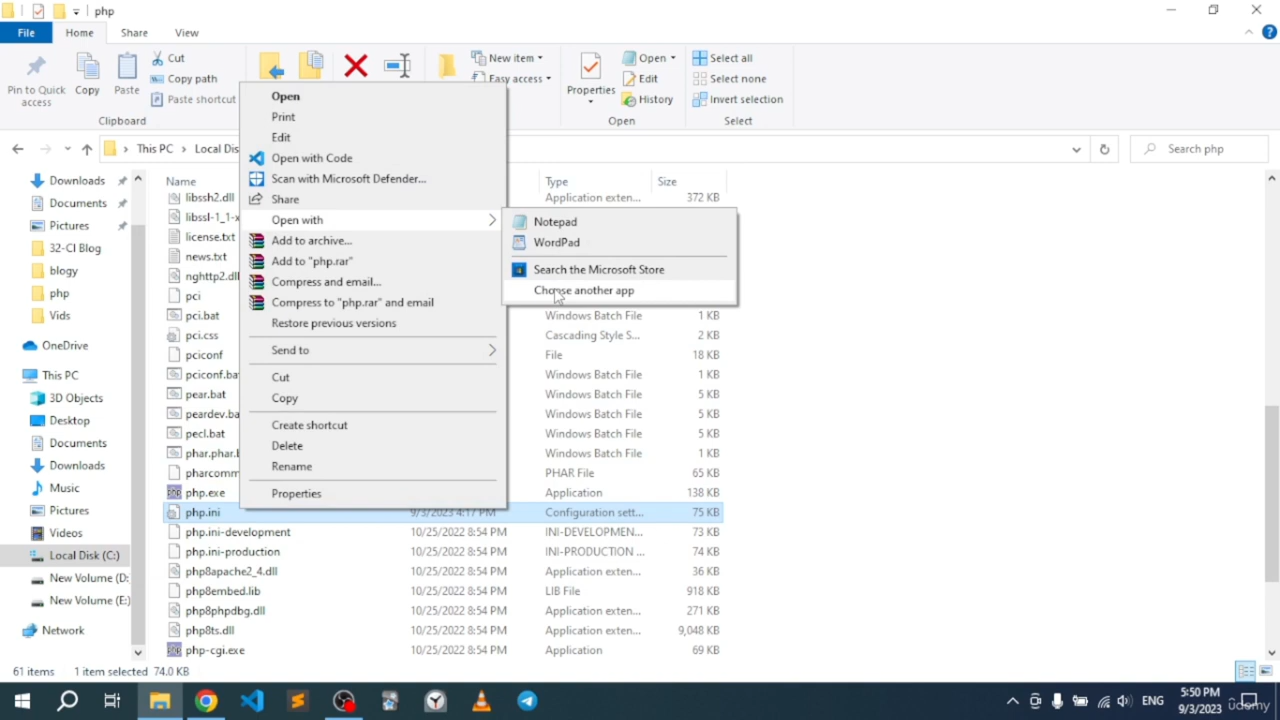 php
File
Home
Share
View
Pin to Quick access
Copy
Paste
Cut
Copy path
Paste shortcut
Clipboard
New item
Easy access
Properties
Open
Edit
History
Open
Select all
Select none
Invert selection
Select
This PC
Local Dis
Search php
Downloads
Documents
Pictures
32-CI Blog
blogy
php
Vids
OneDrive
This PC
3D Objects
Desktop
Documents
Downloads
Music
Pictures
Videos
Local Disk (C:)
New Volume (D:
New Volume (E:)
Network
Name
Type
Size
libssh2.dll
Application exten...
372 KB
libssl-1_1-x
license.txt
news.txt
nghttp2.dl
pci
pci.bat
Windows Batch File
1 KB
pci.css
Cascading Style S...
2 KB
pciconf
File
18 KB
pciconf.ba
Windows Batch File
1 KB
pear.bat
Windows Batch File
5 KB
peardev.ba
Windows Batch File
5 KB
pecl.bat
Windows Batch File
5 KB
phar.phar.b
Windows Batch File
1 KB
pharcomm
PHAR File
65 KB
php.exe
Application
138 KB
php.ini
9/3/2023 4:17 PM
Configuration sett...
75 KB
php.ini-development
10/25/2022 8:54 PM
INI-DEVELOPMEN...
73 KB
php.ini-production
10/25/2022 8:54 PM
INI-PRODUCTION ...
74 KB
php8apache2_4.dll
10/25/2022 8:54 PM
Application exten...
36 KB
php8embed.lib
10/25/2022 8:54 PM
LIB File
918 KB
php8phpdbg.dll
10/25/2022 8:54 PM
Application exten...
271 KB
php8ts.dll
10/25/2022 8:54 PM
Application exten...
9,048 KB
php-cgi.exe
10/25/2022 8:54 PM
Application
69 KB
Open
Print
Edit
Open with Code
Scan with Microsoft Defender...
Share
Open with
Add to archive...
Add to "php.rar"
Compress and email...
Compress to "php.rar" and email
Restore previous versions
Send to
Cut
Copy
Create shortcut
Delete
Rename
Properties
Notepad
WordPad
Search the Microsoft Store
Choose another app
61 items
1 item selected 74.0 KB
ENG
5:50 PM
9/3/2023
udemy